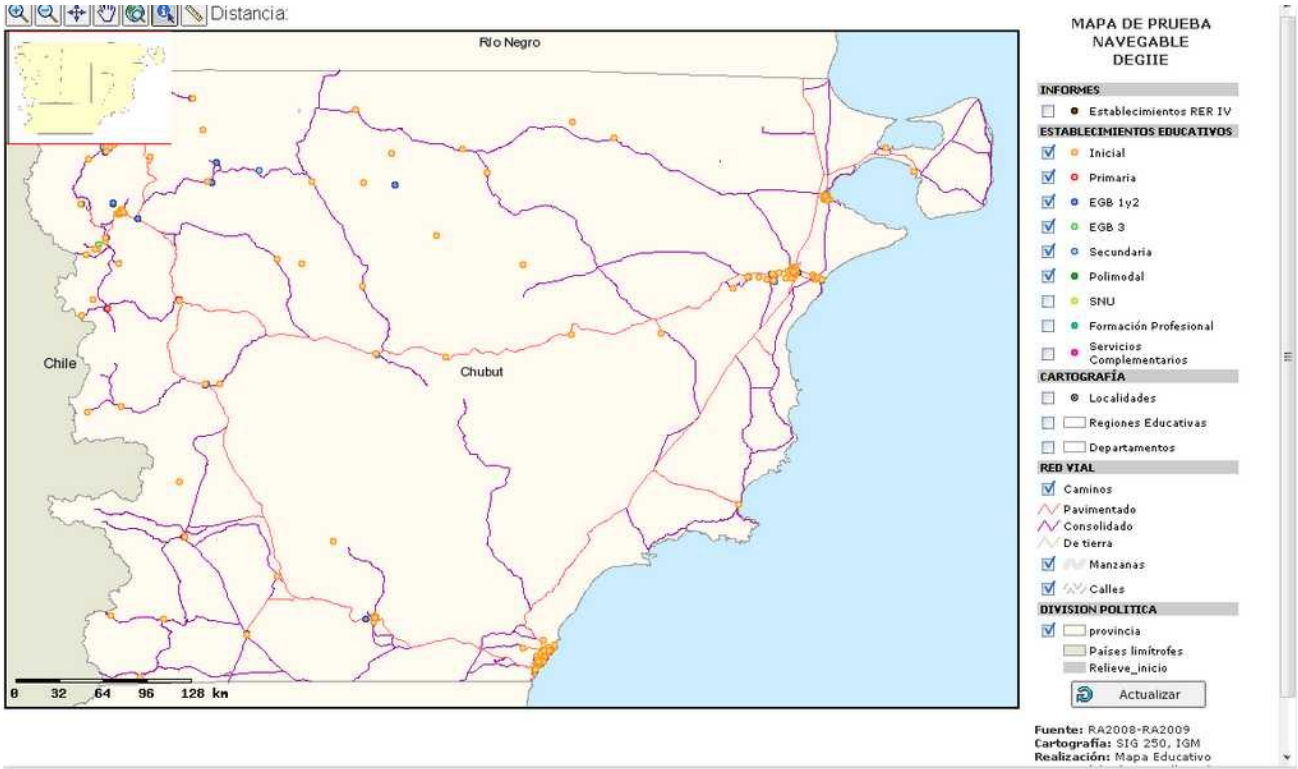 Distancia:
Río Negro
Chile
Chubut
0 32 64 96 128 km
MAPA DE PRUEBA
NAVEGABLE
DEGIIE
INFORMES
Establecimientos RER IV
ESTABLECIMIENTOS EDUCATIVOS
Inicial
Primaria
EGB 1y2
EGB 3
Secundaria
Polimodal
SNU
Formación Profesional
Servicios
Complementarios
CARTOGRAFÍA
Localidades
Regiones Educativas
Departamentos
RED VIAL
Caminos
Pavimentado
Consolidado
De tierra
Manzanas
Calles
DIVISION POLITICA
provincia
Países limítrofes
Relieve_inicio
Actualizar
Fuente: RA2008-RA2009
Cartografía: SIG 250, IGM
Realización: Mapa Educativo